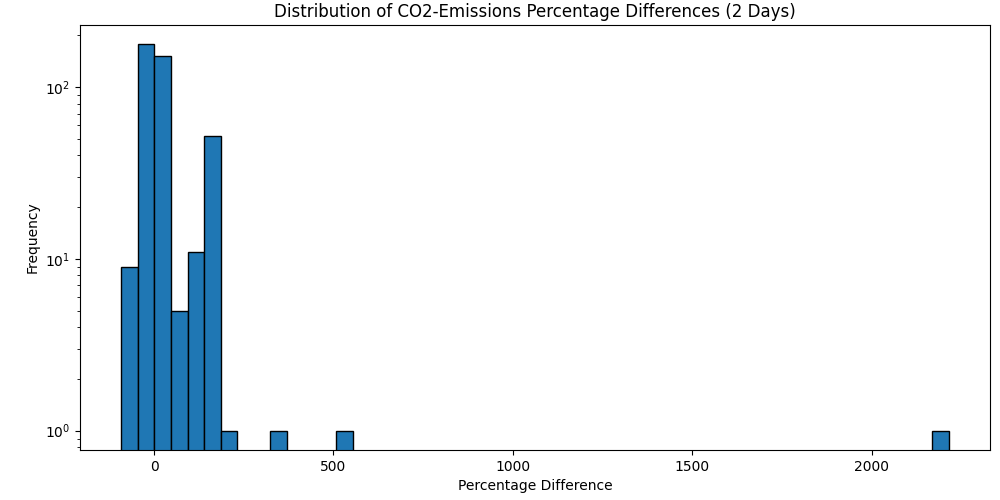 Distribution of CO2-Emissions Percentage Differences (2 Days)
10²
10¹
10⁰
Frequency
0 500 1000 1500 2000
Percentage Difference